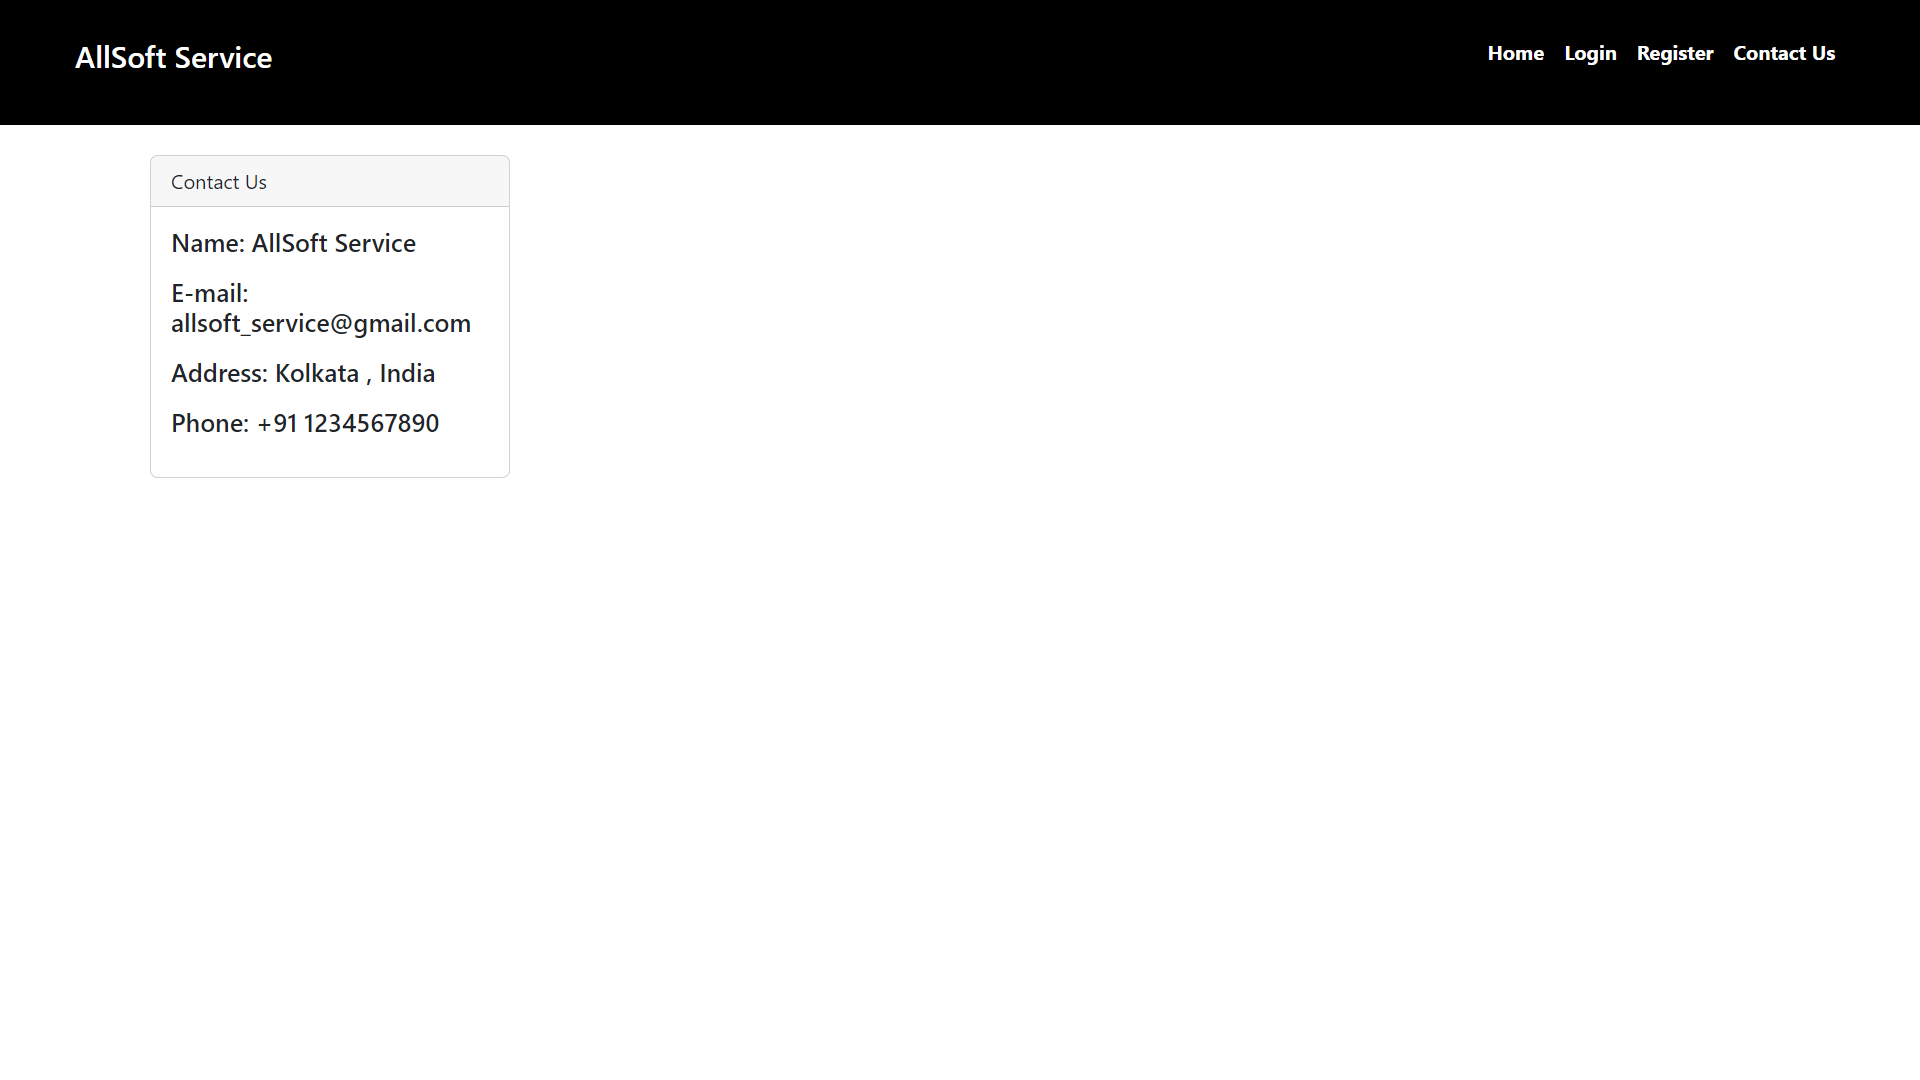 AllSoft Service
Home Login Register Contact Us
Contact Us
Name: AllSoft Service
E-mail:
allsoft_service@gmail.com
Address: Kolkata , India
Phone: +91 1234567890